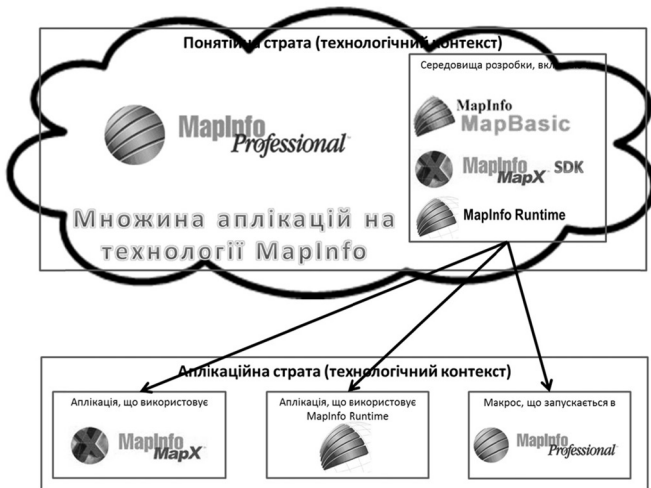 Понятійна страта (технологічний контекст)
Середовища розробки, вкл
MapInfo Professional
MapInfo
MapBasic
MapInfo MapX SDK
MapInfo Runtime
Множина аплікацій на
технології MapInfo
Аплікаційна страта (технологічний контекст)
Аплікація, що використовує
MapInfo MapX
Аплікація, що використовує
MapInfo Runtime
Макрос, що запускається в
MapInfo Professional